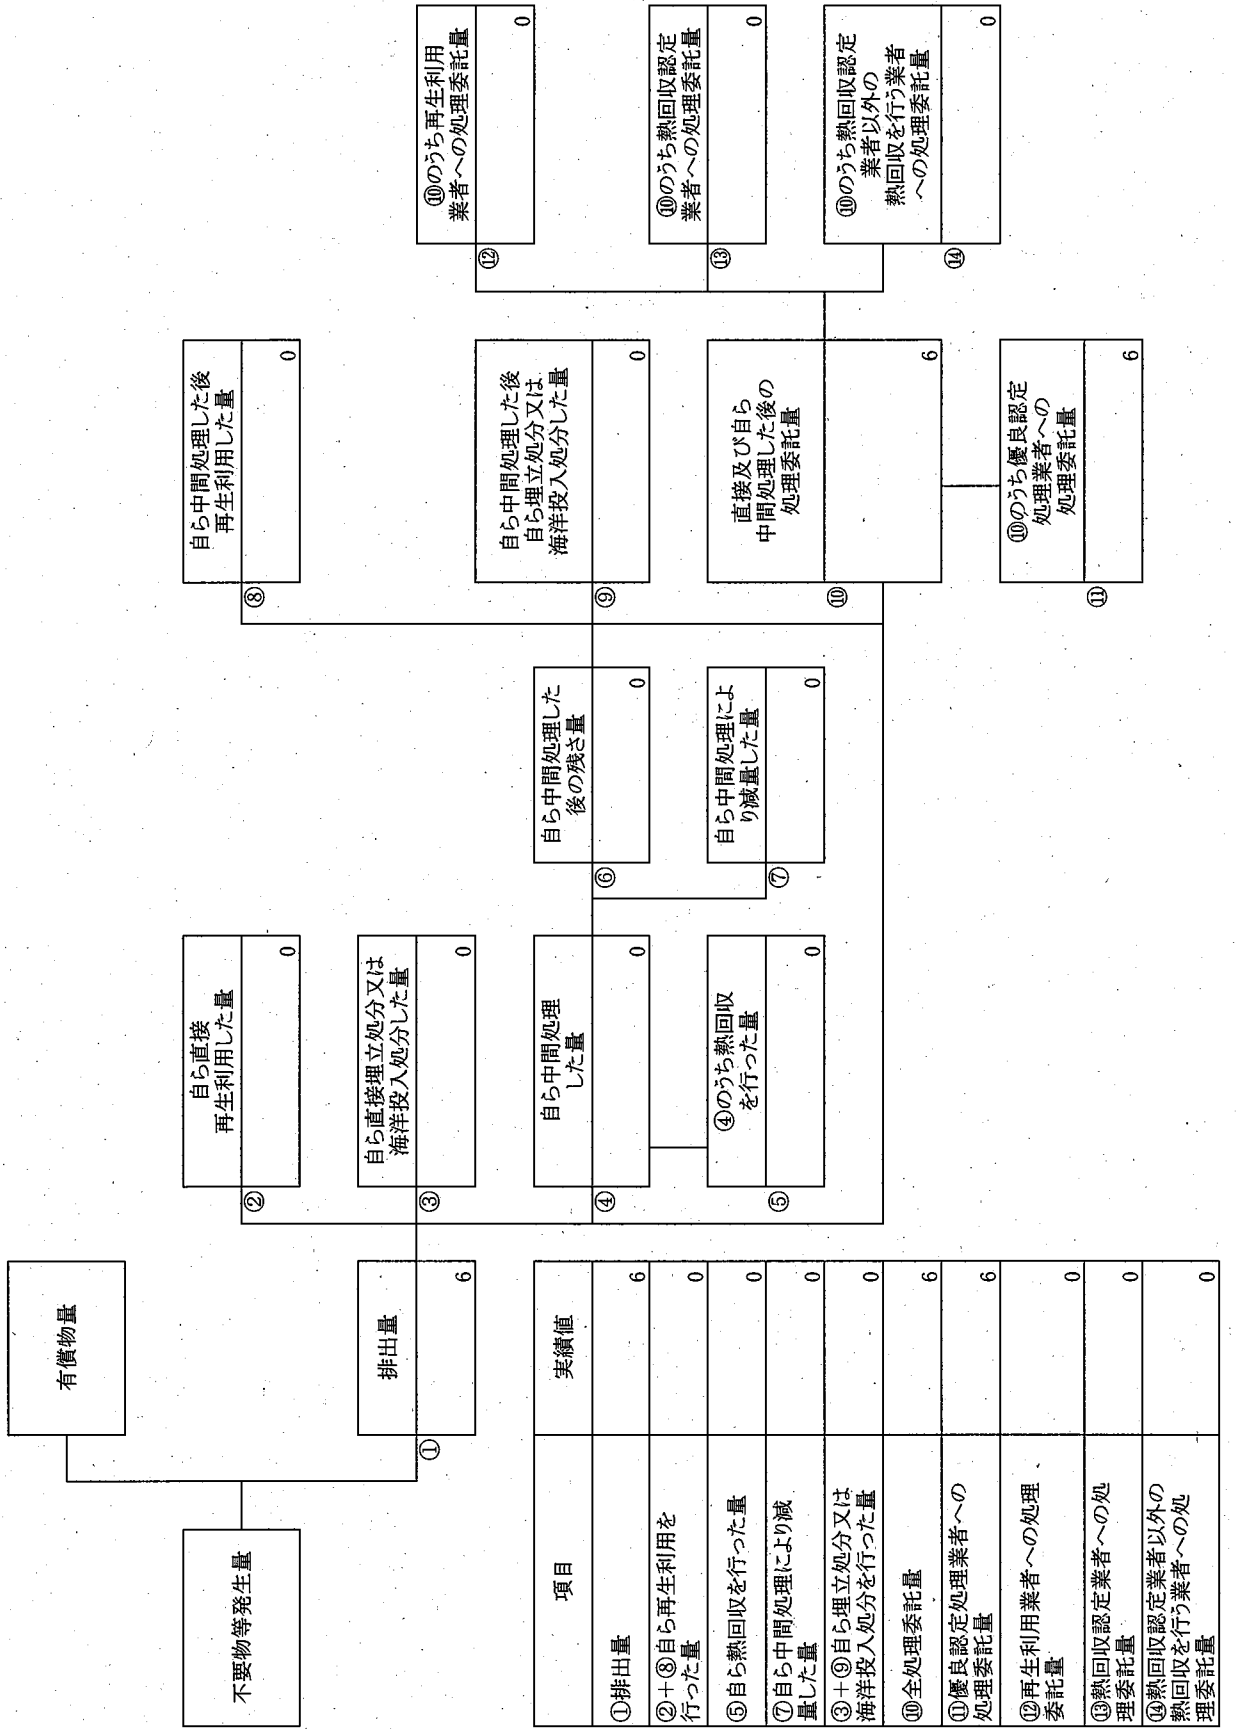 不要物等発生量
有償物量
①
排出量
6
②
自ら直接
再生利用した量
0
③
自ら直接埋立処分又は
海洋投入処分した量
0
④
自ら中間処理
した量
0
⑤
④のうち熱回収
を行った量
0
⑥
自ら中間処理した
後の残さ量
0
⑦
自ら中間処理によ
り減量した量
0
⑧
自ら中間処理した後
再生利用した量
0
⑨
自ら中間処理した後
自ら埋立処分又は
海洋投入処分した量
0
⑩
直接及び自ら
中間処理した後の
処理委託量
6
⑪
⑩のうち優良認定
処理業者への
処理委託量
6
⑫
⑩のうち再生利用
業者への処理委託量
0
⑬
⑩のうち熱回収認定
業者への処理委託量
0
⑭
⑩のうち熱回収認定
業者以外の
熱回収を行う業者
への処理委託量
0
項目 実績値
①排出量 6
②+⑧自ら再生利用を
行った量 0
⑤自ら熱回収を行った量 0
⑦自ら中間処理により減
量した量 0
③+⑨自ら埋立処分又は
海洋投入処分を行った量 0
⑩全処理委託量 6
⑪優良認定処理業者への
処理委託量 6
⑫再生利用業者への処理
委託量 0
⑬熱回収認定業者への処
理委託量 0
⑭熱回収認定業者以外の
熱回収を行う業者への処
理委託量 0